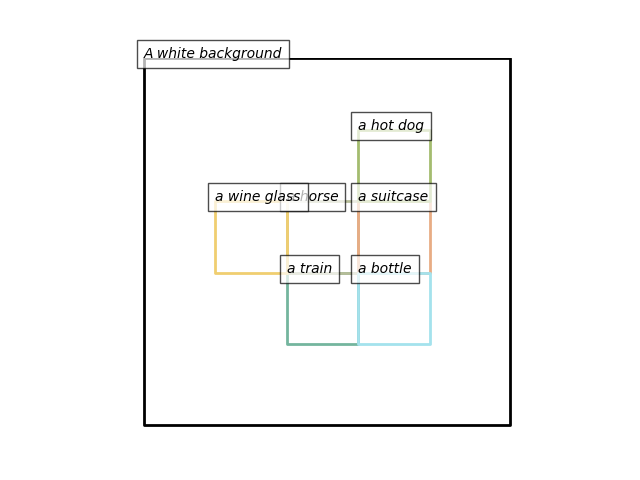 A white background
a hot dog
a wine glass
horse
a suitcase
a train
a bottle